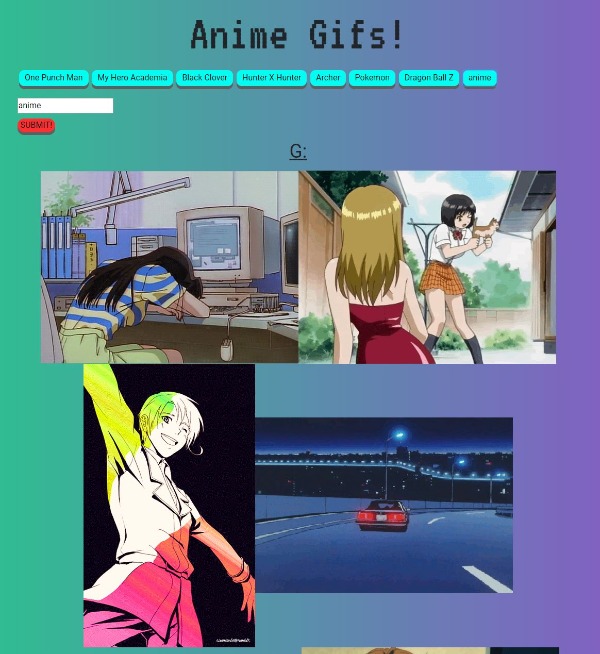 Anime Gifs!
One Punch Man My Hero Academia Black Clover Hunter X Hunter Archer Pokemon Dragon Ball Z anime
anime
SUBMIT!
G: